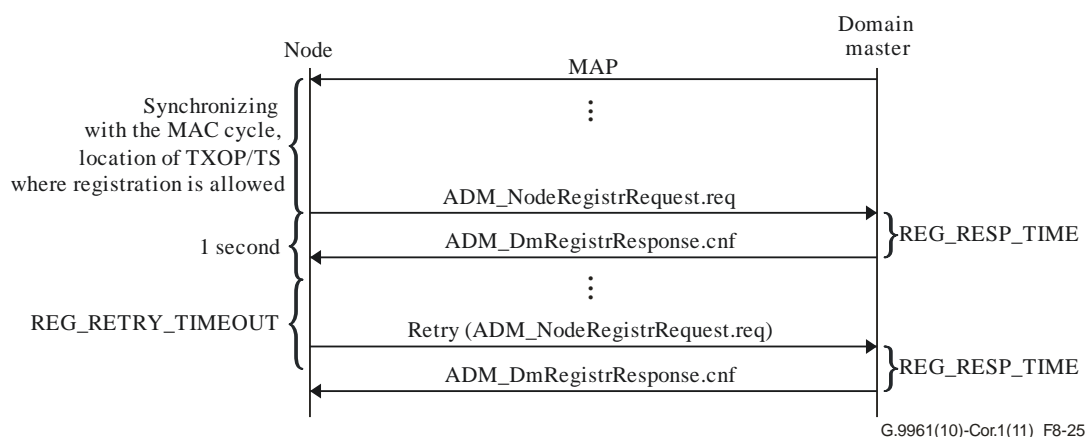 Domain
master
Node
MAP
Synchronizing
with the MAC cycle,
location of TXOP/TS
where registration is allowed
ADM_NodeRegistrRequest.req
1 second
ADM_DmRegistrResponse.cnf
REG_RESP_TIME
REG_RETRY_TIMEOUT
Retry (ADM_NodeRegistrRequest.req)
ADM_DmRegistrResponse.cnf
REG_RESP_TIME
G.9961(10)-Cor.1(11)_F8-25